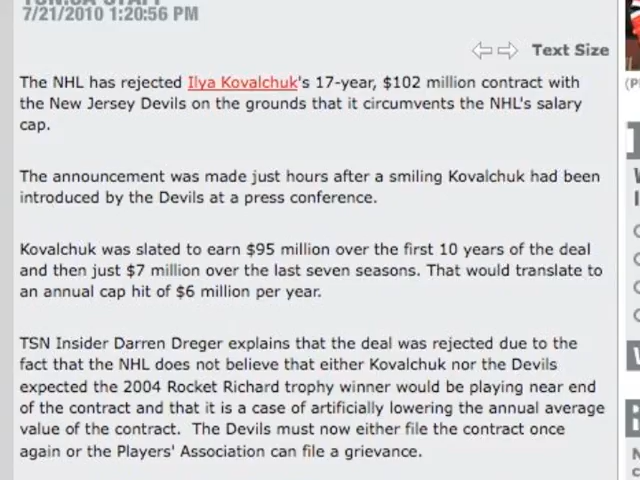 TSN.CA STAFF
7/21/2010 1:20:56 PM
Text Size
The NHL has rejected Ilya Kovalchuk's 17-year, $102 million contract with
the New Jersey Devils on the grounds that it circumvents the NHL's salary
cap.
The announcement was made just hours after a smiling Kovalchuk had been
introduced by the Devils at a press conference.
Kovalchuk was slated to earn $95 million over the first 10 years of the deal
and then just $7 million over the last seven seasons. That would translate to
an annual cap hit of $6 million per year.
TSN Insider Darren Dreger explains that the deal was rejected due to the
fact that the NHL does not believe that either Kovalchuk nor the Devils
expected the 2004 Rocket Richard trophy winner would be playing near end
of the contract and that it is a case of artificially lowering the annual average
value of the contract. The Devils must now either file the contract once
again or the Players' Association can file a grievance.